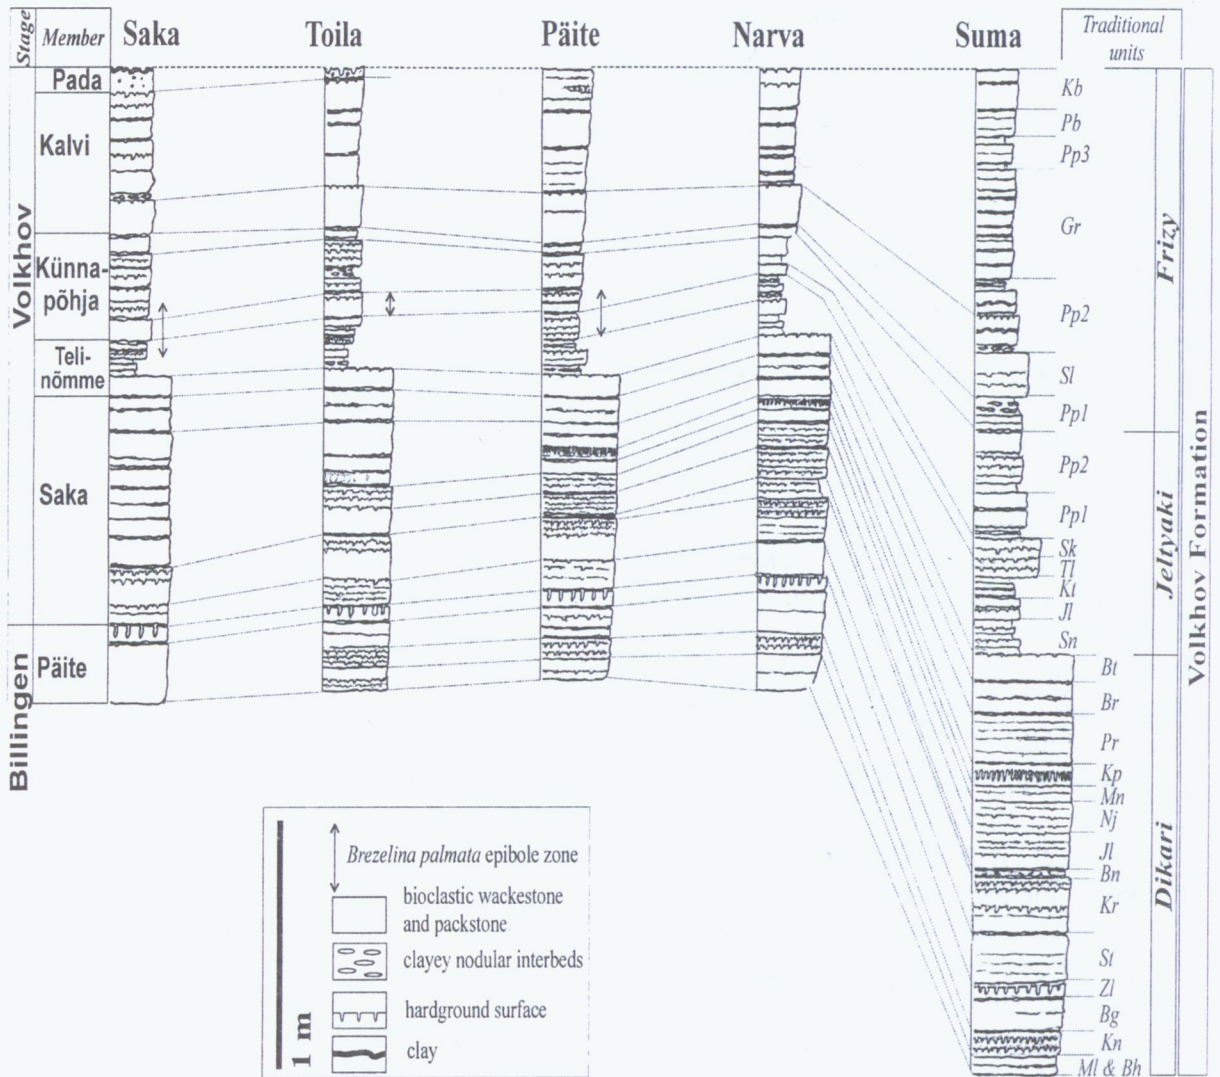 Stage
Member
Saka
Toila
Päite
Narva
Suma
Traditional
units
Volkhov
Billingen
Pada
Kalvi
Künna-
põhja
Teli-
nõmme
Saka
Päite
Kb
Pb
Pp3
Gr
Pp2
Sl
Pp1
Pp2
Pp1
Sk
Tl
Kt
Jl
Sn
Bt
Br
Pr
Kp
Mn
Nj
Jl
Bn
Kr
St
Zl
Bg
Kn
Ml & Bh
Frizy
Jeltyaki
Dikari
Volkhov Formation
1 m
Brezelina palmata epibole zone
bioclastic wackestone
and packstone
clayey nodular interbeds
hardground surface
clay